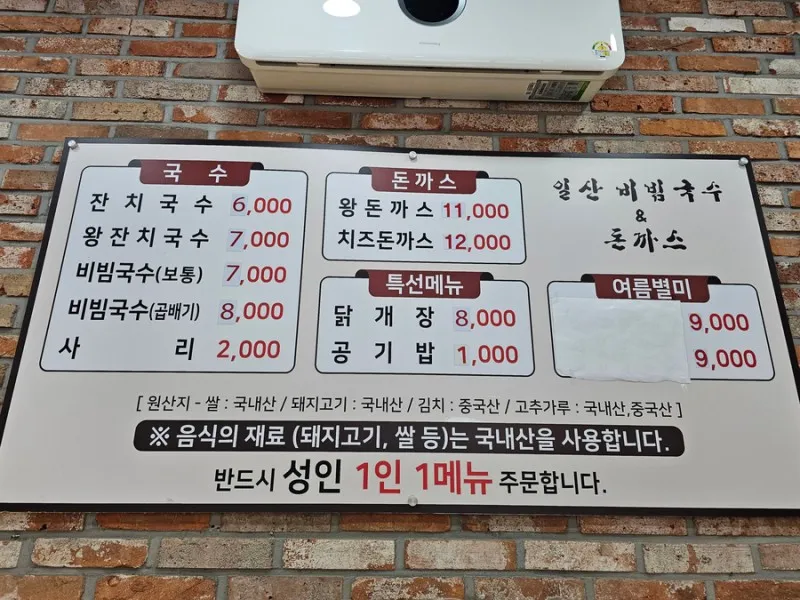 국수
잔치국수 6,000
왕잔치국수 7,000
비빔국수(보통) 7,000
비빔국수(곱배기) 8,000
사리 2,000
돈까스
왕돈까스 11,000
치즈돈까스 12,000
특선메뉴
닭개장 8,000
공기밥 1,000
일산 비빔국수
&
돈까스
여름별미
9,000
9,000
[ 원산지 - 쌀 : 국내산 / 돼지고기 : 국내산 / 김치 : 중국산 / 고추가루 : 국내산,중국산 ]
※ 음식의 재료 (돼지고기, 쌀 등)는 국내산을 사용합니다.
반드시 성인 1인 1메뉴 주문합니다.